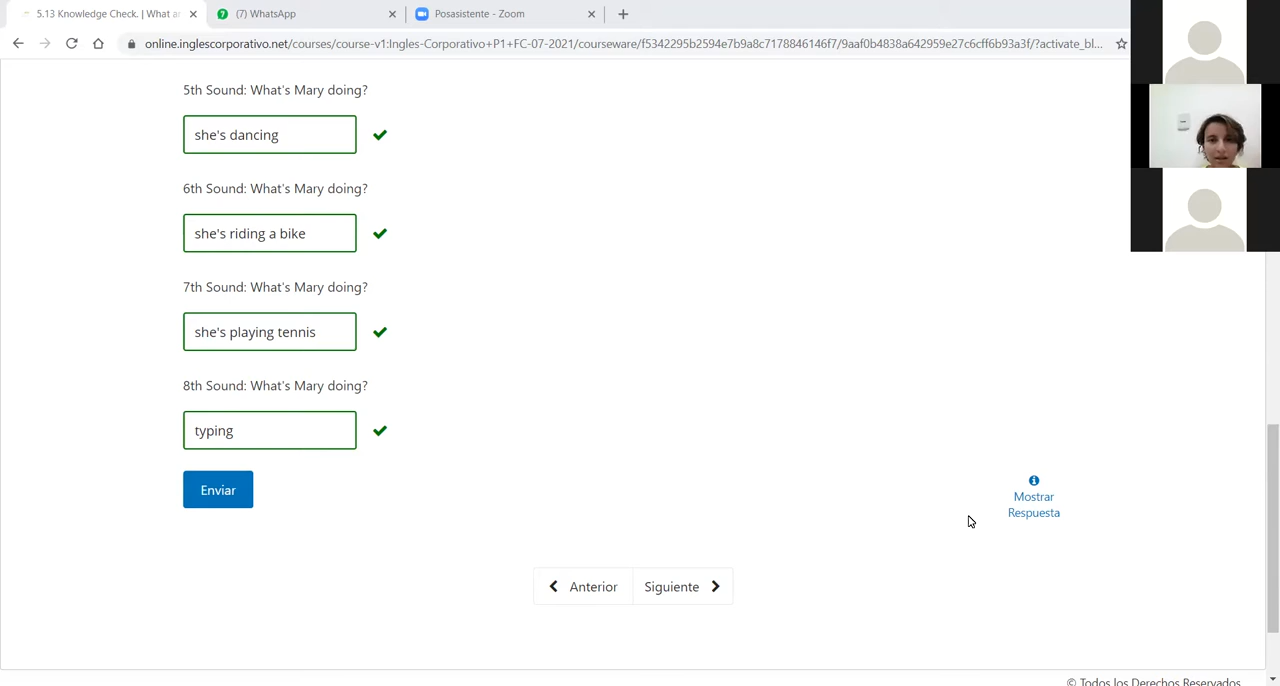 5.13 Knowledge Check. | What a
(7) WhatsApp
Posasistente - Zoom
online.inglescorporativo.net/courses/course-v1:Ingles-Corporativo+P1+FC-07-2021/courseware/f5342295b2594e7b9a8c7178846146f7/9aaf0b4838a642959e27c6cff6b93a3f/?activate_bl...
5th Sound: What's Mary doing?
she's dancing
6th Sound: What's Mary doing?
she's riding a bike
7th Sound: What's Mary doing?
she's playing tennis
8th Sound: What's Mary doing?
typing
Enviar
Mostrar
Respuesta
Anterior
Siguiente
© Todos los Derechos Reservados